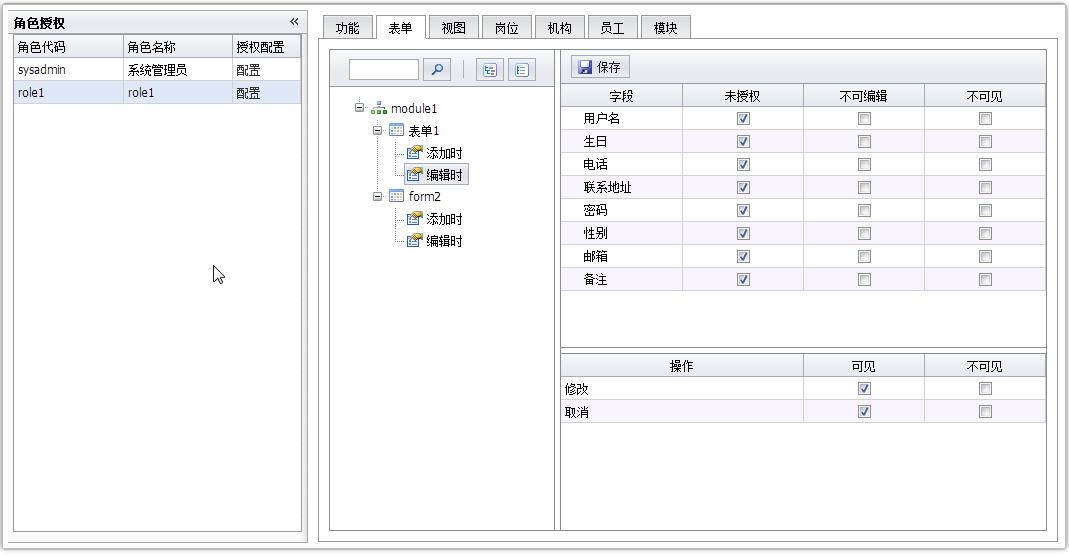 角色授权
角色代码 角色名称 授权配置
sysadmin 系统管理员 配置
role1 role1 配置
功能 表单 视图 岗位 机构 员工 模块
module1
表单1
添加时
编辑时
form2
添加时
编辑时
保存
字段 未授权 不可编辑 不可见
用户名
生日
电话
联系地址
密码
性别
邮箱
备注
操作 可见 不可见
修改
取消